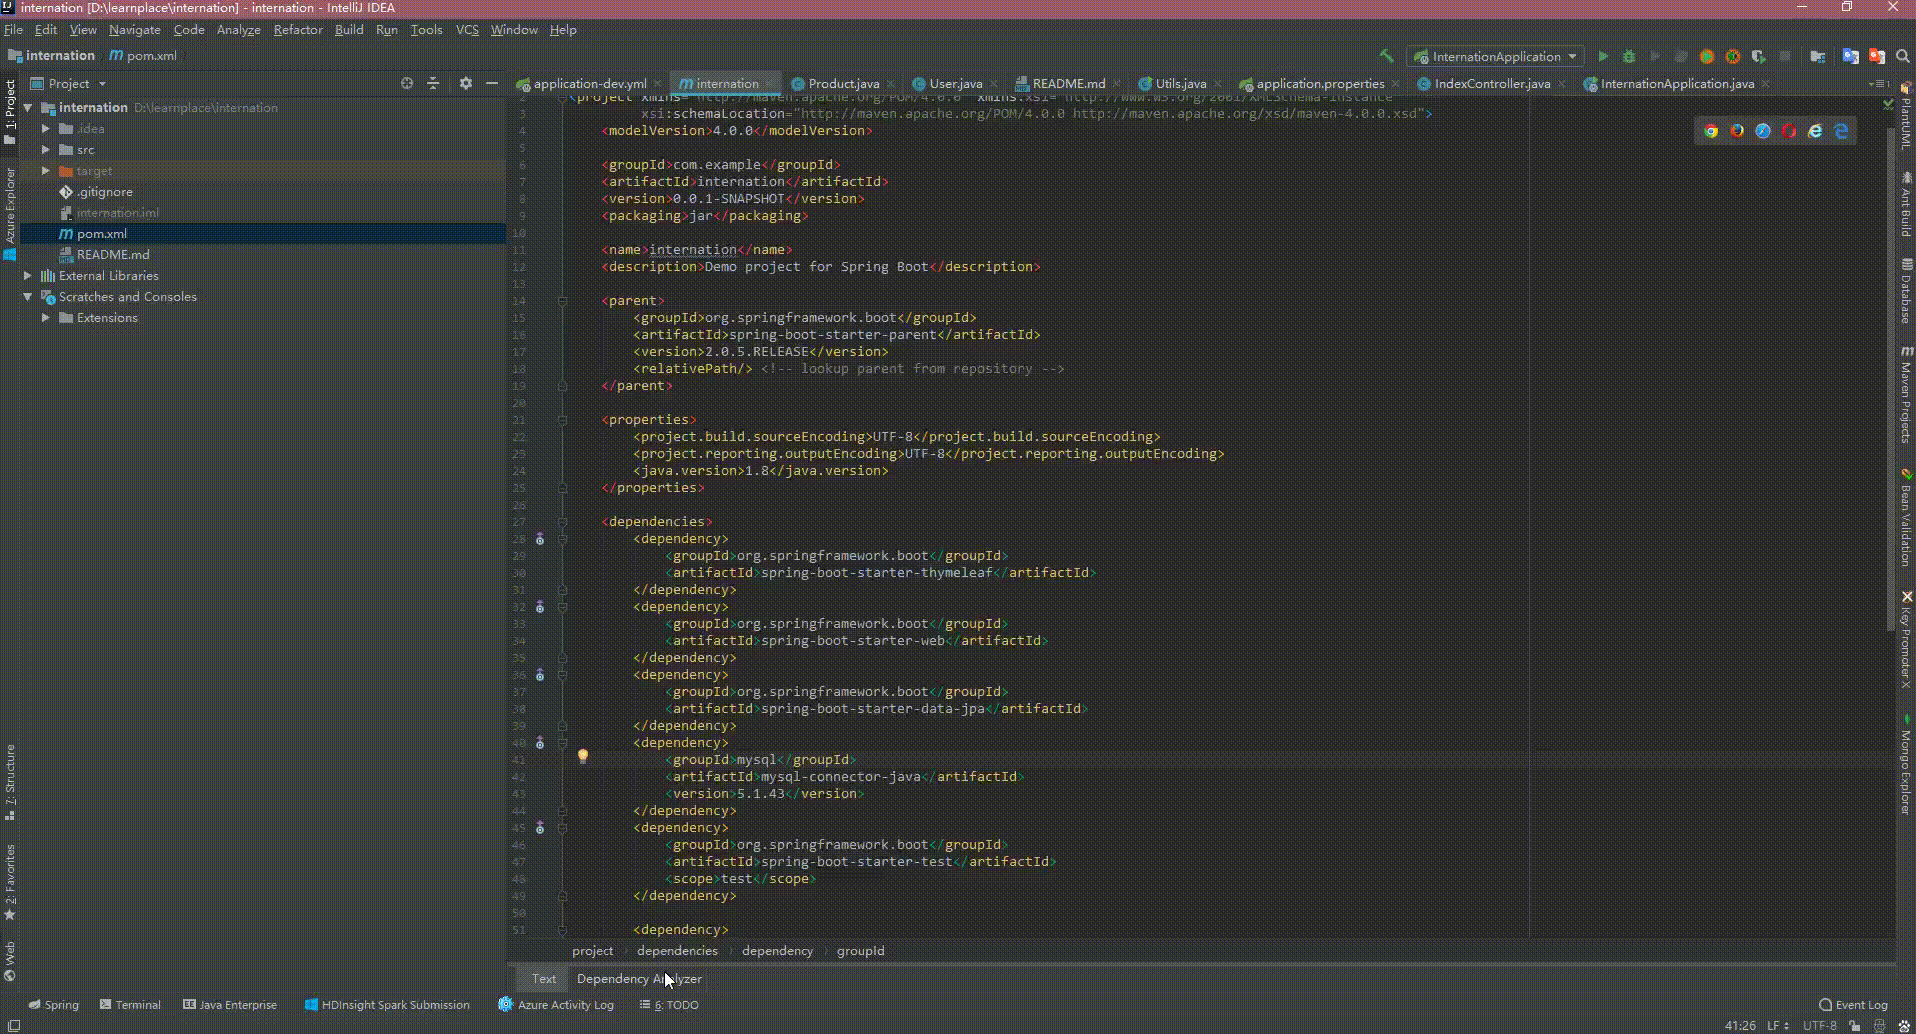 internation [D:\learnplace\internation] - internation - IntelliJ IDEA
File Edit View Navigate Code Analyze Refactor Build Run Tools VCS Window Help
internation pom.xml
InternationApplication
Project
application-dev.yml internation Product.java User.java README.md Utils.java application.properties IndexController.java InternationApplication.java
1: Project
Azure Explorer
7: Structure
2: Favorites
Web
internation D:\learnplace\internation
.idea
src
target
.gitignore
internation.iml
pom.xml
README.md
External Libraries
Scratches and Consoles
Extensions
2 <project xmlns="http://maven.apache.org/POM/4.0.0" xmlns:xsi="http://www.w3.org/2001/XMLSchema-instance"
3 xsi:schemaLocation="http://maven.apache.org/POM/4.0.0 http://maven.apache.org/xsd/maven-4.0.0.xsd">
4 <modelVersion>4.0.0</modelVersion>
5
6 <groupId>com.example</groupId>
7 <artifactId>internation</artifactId>
8 <version>0.0.1-SNAPSHOT</version>
9 <packaging>jar</packaging>
10
11 <name>internation</name>
12 <description>Demo project for Spring Boot</description>
13
14 <parent>
15 <groupId>org.springframework.boot</groupId>
16 <artifactId>spring-boot-starter-parent</artifactId>
17 <version>2.0.5.RELEASE</version>
18 <relativePath/> <!-- lookup parent from repository -->
19 </parent>
20
21 <properties>
22 <project.build.sourceEncoding>UTF-8</project.build.sourceEncoding>
23 <project.reporting.outputEncoding>UTF-8</project.reporting.outputEncoding>
24 <java.version>1.8</java.version>
25 </properties>
26
27 <dependencies>
28 <dependency>
29 <groupId>org.springframework.boot</groupId>
30 <artifactId>spring-boot-starter-thymeleaf</artifactId>
31 </dependency>
32 <dependency>
33 <groupId>org.springframework.boot</groupId>
34 <artifactId>spring-boot-starter-web</artifactId>
35 </dependency>
36 <dependency>
37 <groupId>org.springframework.boot</groupId>
38 <artifactId>spring-boot-starter-data-jpa</artifactId>
39 </dependency>
40 <dependency>
41 <groupId>mysql</groupId>
42 <artifactId>mysql-connector-java</artifactId>
43 <version>5.1.43</version>
44 </dependency>
45 <dependency>
46 <groupId>org.springframework.boot</groupId>
47 <artifactId>spring-boot-starter-test</artifactId>
48 <scope>test</scope>
49 </dependency>
50
51 <dependency>
PlantUML
Ant Build
Database
Maven Projects
Bean Validation
Key Promoter X
Mongo Explorer
project dependencies dependency groupId
Text Dependency Analyzer
Spring Terminal Java Enterprise HDInsight Spark Submission Azure Activity Log 6: TODO Event Log
41:26 LF UTF-8